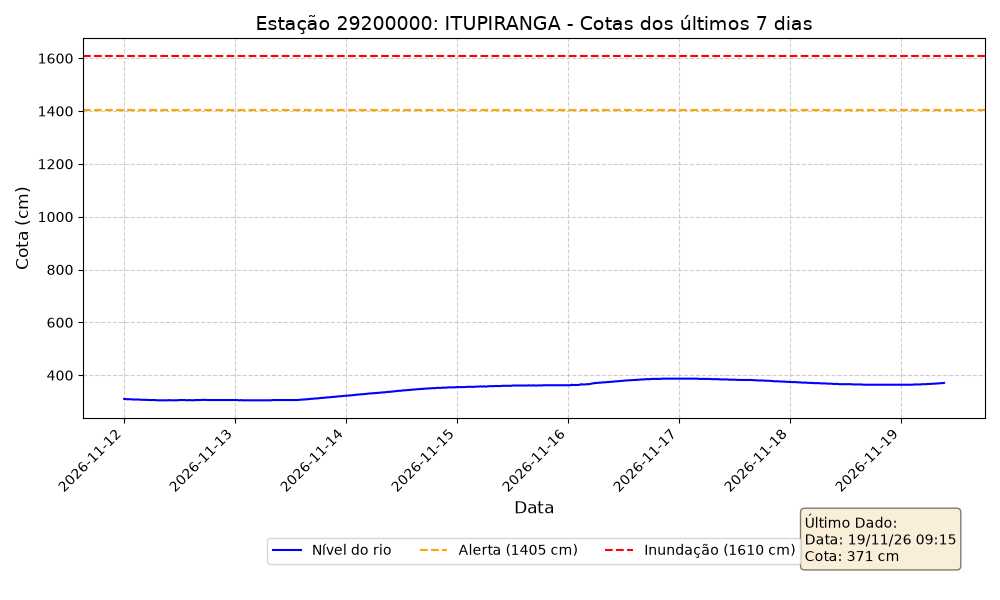 Estação 29200000: ITUPIRANGA - Cotas dos últimos 7 dias
Cota (cm)
1600
1400
1200
1000
800
600
400
2026-11-12
2026-11-13
2026-11-14
2026-11-15
2026-11-16
2026-11-17
2026-11-18
2026-11-19
Data
Nível do rio
Alerta (1405 cm)
Inundação (1610 cm)
Último Dado:
Data: 19/11/26 09:15
Cota: 371 cm